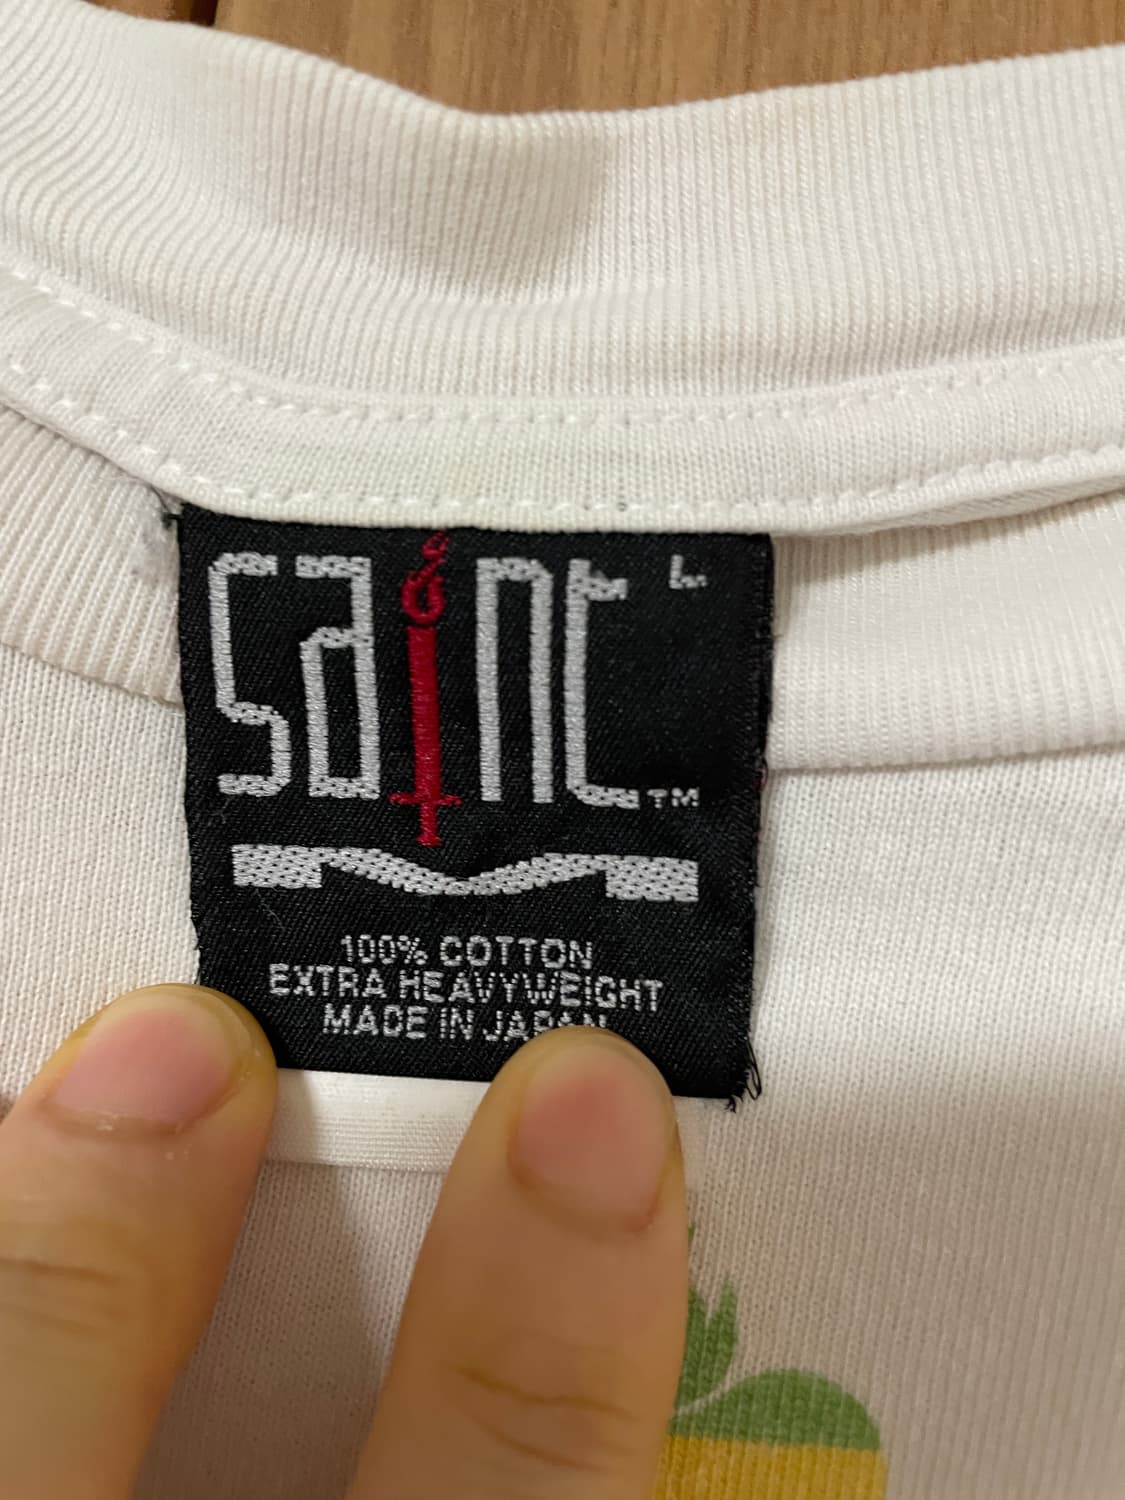 saint L
TM
100% COTTON
EXTRA HEAVYWEIGHT
MADE IN JAPAN